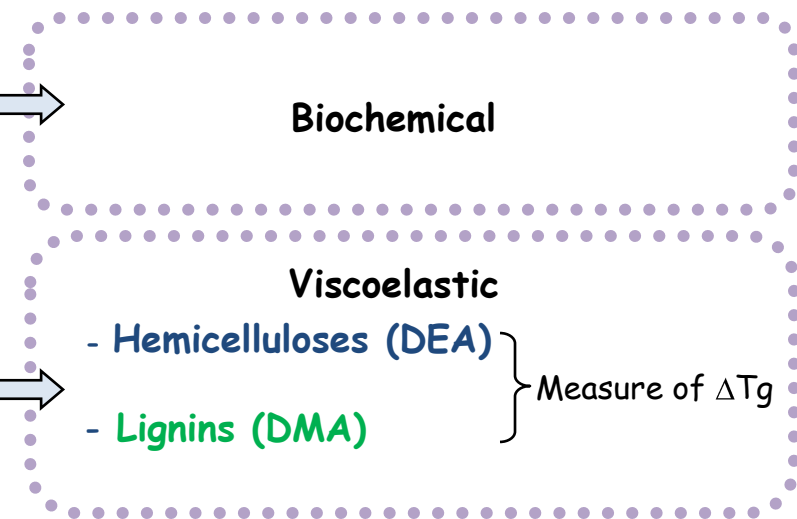 Biochemical
Viscoelastic
- Hemicelluloses (DEA)
Measure of ΔTg
- Lignins (DMA)